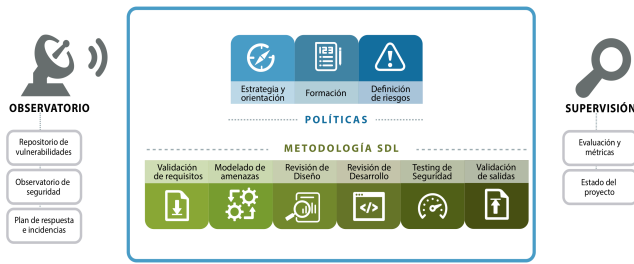 OBSERVATORIO
Repositorio de
vulnerabilidades
Observatorio de
seguridad
Plan de respuesta
e incidencias
123
Estrategia y
orientación
Formación
Definición
de riesgos
POLÍTICAS
METODOLOGÍA SDL
Validación
de requisitos
Modelado de
amenazas
Revisión de
Diseño
Revisión de
Desarrollo
Testing de
Seguridad
Validación
de salidas
</>
SUPERVISIÓN
Evaluación y
métricas
Estado del
proyecto